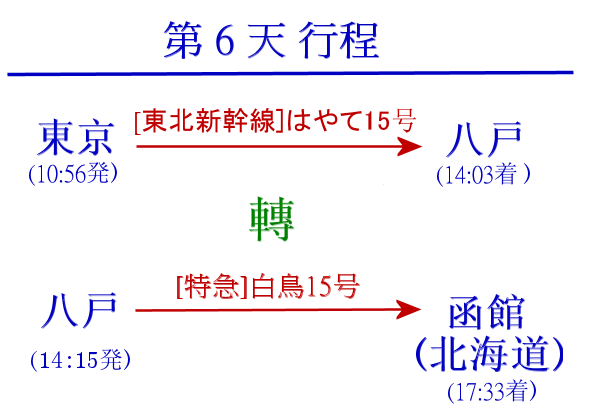 第6天 行程
[東北新幹線]はやて15号
東京
八戸
(10:56発)
(14:03着)
轉
[特急]白鳥15号
八戸
函館
(北海道)
(14:15発)
(17:33着)